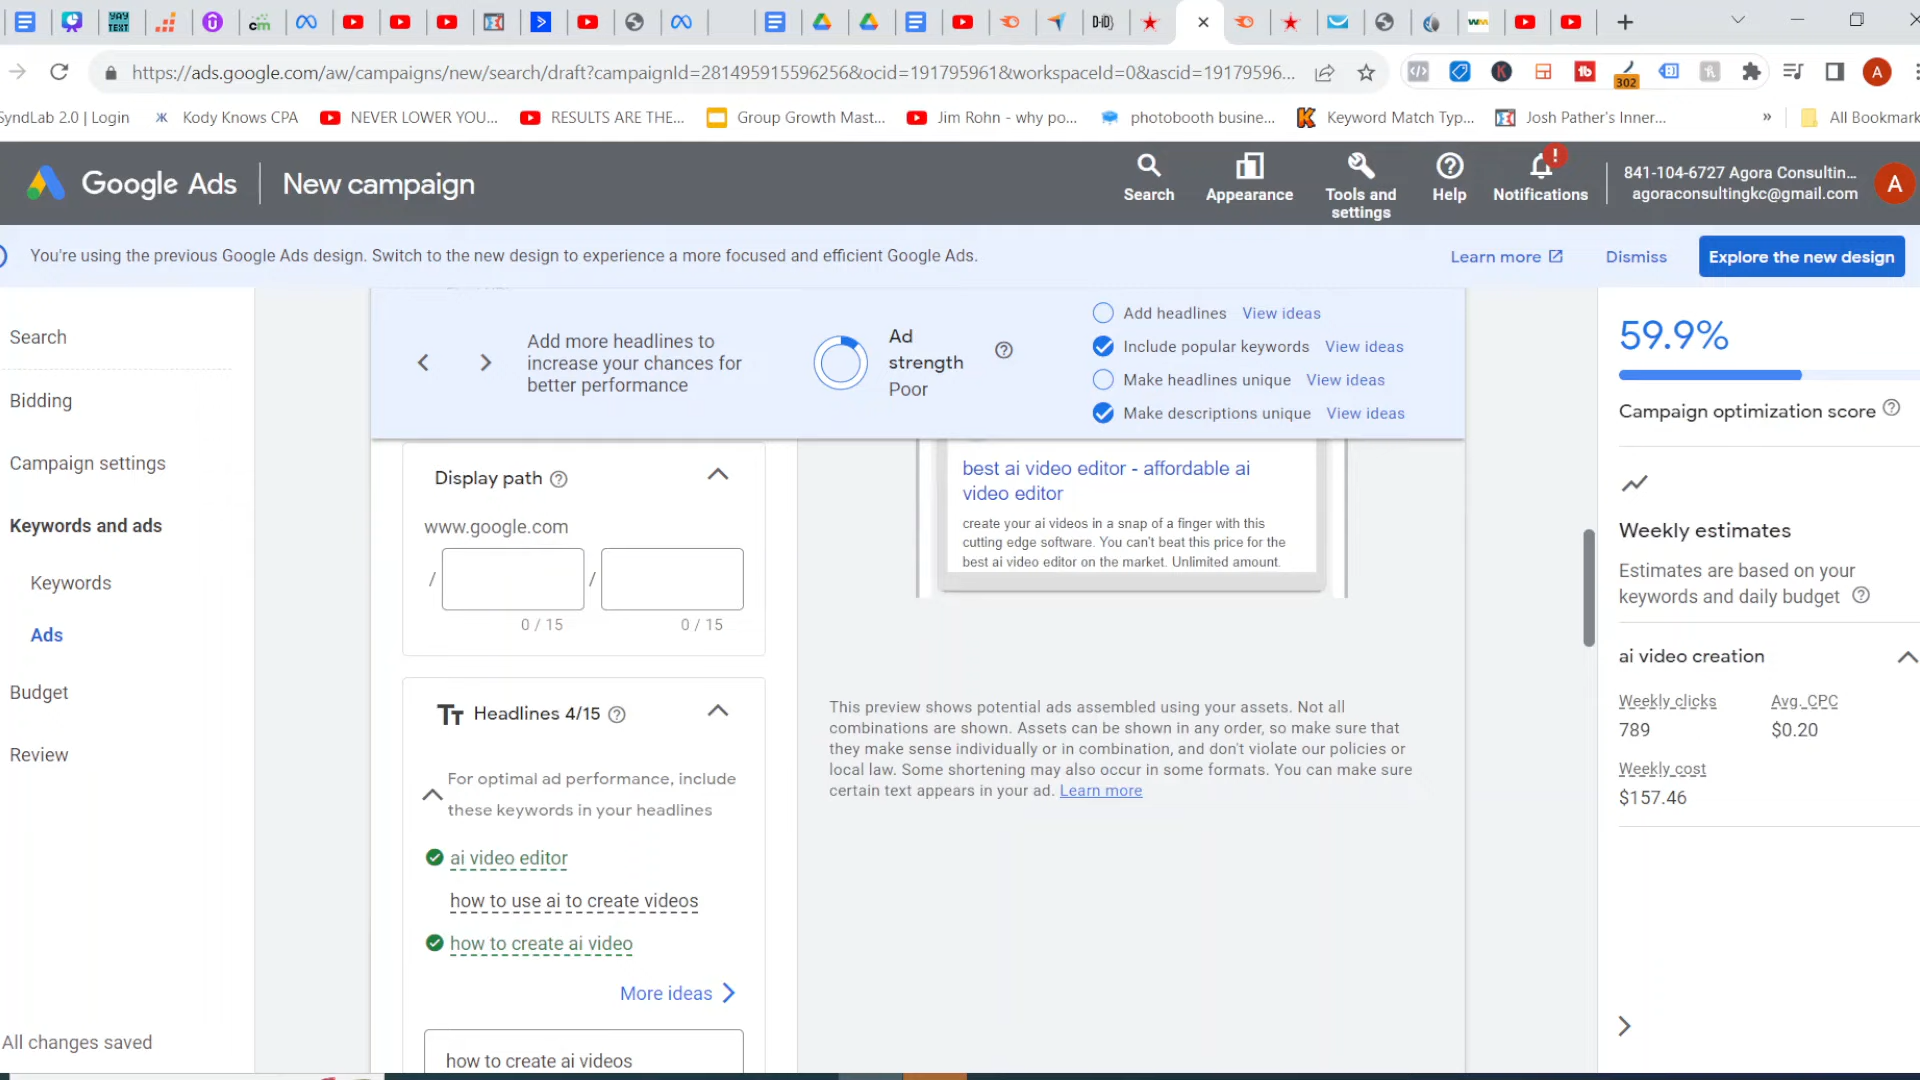 https://ads.google.com/aw/campaigns/new/search/draft?campaignId=281495915596256&ocid=191795961&workspaceId=0&ascid=19179596...
302
A
SyndLab 2.0 | Login
Kody Knows CPA
NEVER LOWER YOU...
RESULTS ARE THE...
Group Growth Mast...
Jim Rohn - why po...
photobooth busine...
Keyword Match Typ...
Josh Pather's Inner...
»
All Bookmark
Google Ads
New campaign
Search
Appearance
Tools and settings
Help
Notifications
841-104-6727 Agora Consultin...
agoraconsultingkc@gmail.com
A
You're using the previous Google Ads design. Switch to the new design to experience a more focused and efficient Google Ads.
Learn more
Dismiss
Explore the new design
Search
Bidding
Campaign settings
Keywords and ads
Keywords
Ads
Budget
Review
All changes saved
Add more headlines to
increase your chances for
better performance
Ad
strength
Poor
Add headlines View ideas
Include popular keywords View ideas
Make headlines unique View ideas
Make descriptions unique View ideas
Display path
www.google.com
/ /
0 / 15 0 / 15
Headlines 4/15
For optimal ad performance, include
these keywords in your headlines
ai video editor
how to use ai to create videos
how to create ai video
More ideas
how to create ai videos
best ai video editor - affordable ai
video editor
create your ai videos in a snap of a finger with this
cutting edge software. You can't beat this price for the
best ai video editor on the market. Unlimited amount.
This preview shows potential ads assembled using your assets. Not all
combinations are shown. Assets can be shown in any order, so make sure that
they make sense individually or in combination, and don't violate our policies or
local law. Some shortening may also occur in some formats. You can make sure
certain text appears in your ad. Learn more
59.9%
Campaign optimization score
Weekly estimates
Estimates are based on your
keywords and daily budget
ai video creation
Weekly clicks Avg. CPC
789 $0.20
Weekly cost
$157.46